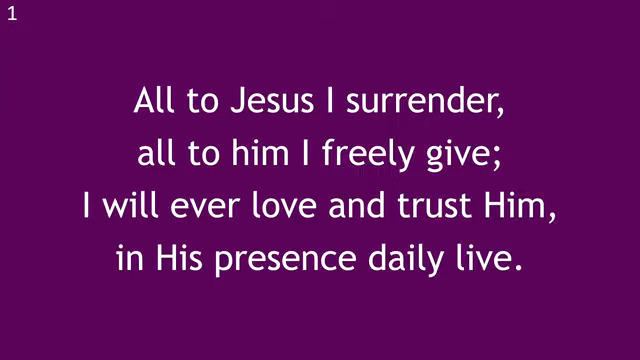 1
All to Jesus I surrender,
all to him I freely give;
I will ever love and trust Him,
in His presence daily live.